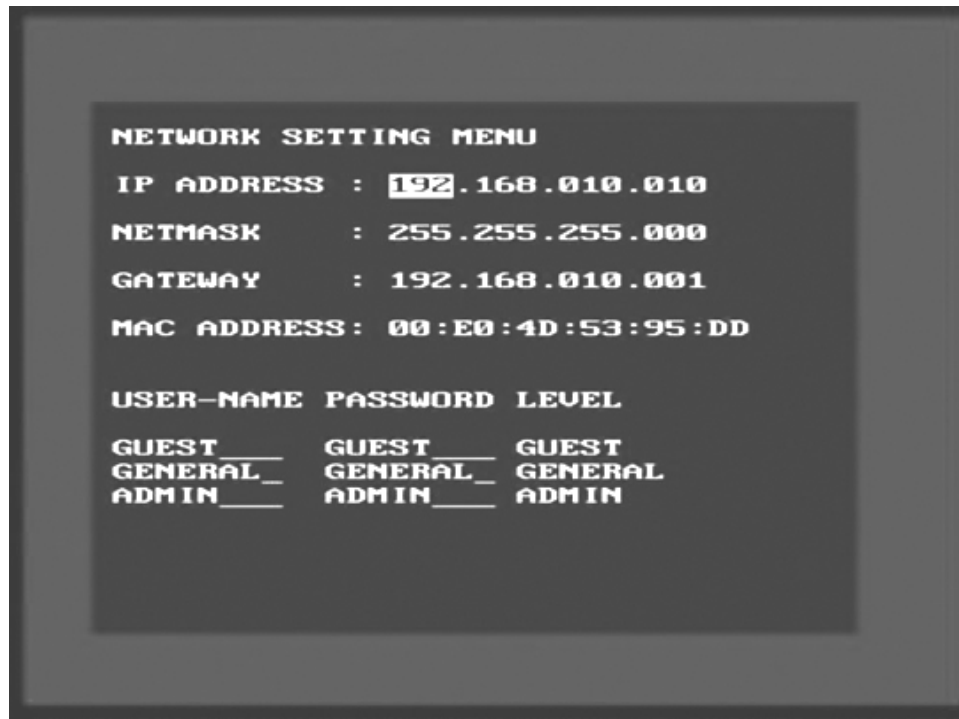 NETWORK SETTING MENU
IP ADDRESS : 192.168.010.010
NETMASK : 255.255.255.000
GATEWAY : 192.168.010.001
MAC ADDRESS: 00:E0:4D:53:95:DD
USER-NAME PASSWORD LEVEL
GUEST____ GUEST____ GUEST
GENERAL_ GENERAL_ GENERAL
ADMIN____ ADMIN____ ADMIN